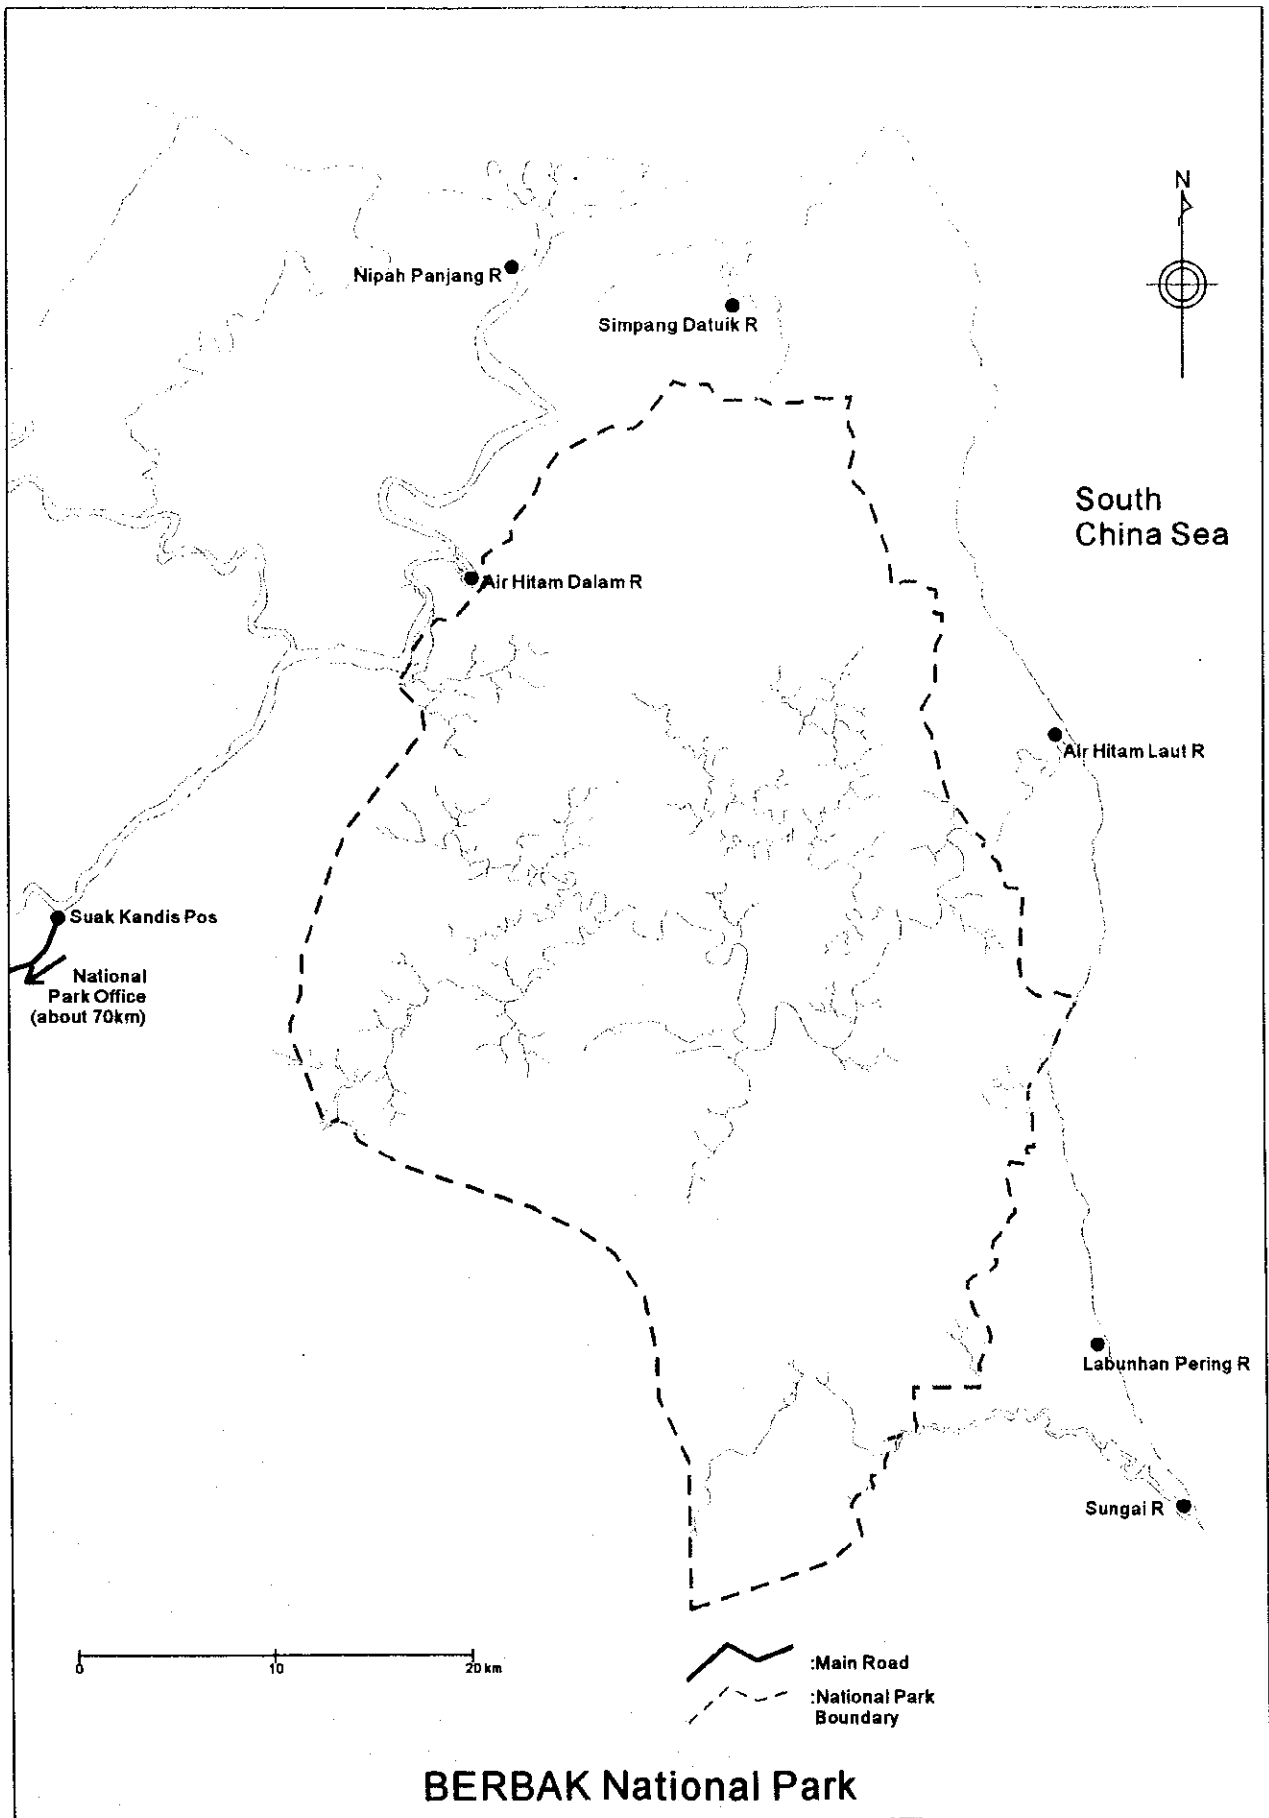 N
Nipah Panjang R
Simpang Datuik R
South
China Sea
Air Hitam Dalam R
Air Hitam Laut R
Suak Kandis Pos
National
Park Office
(about 70km)
Labunhan Pering R
Sungai R
0 10 20 km
:Main Road
:National Park
Boundary
BERBAK National Park